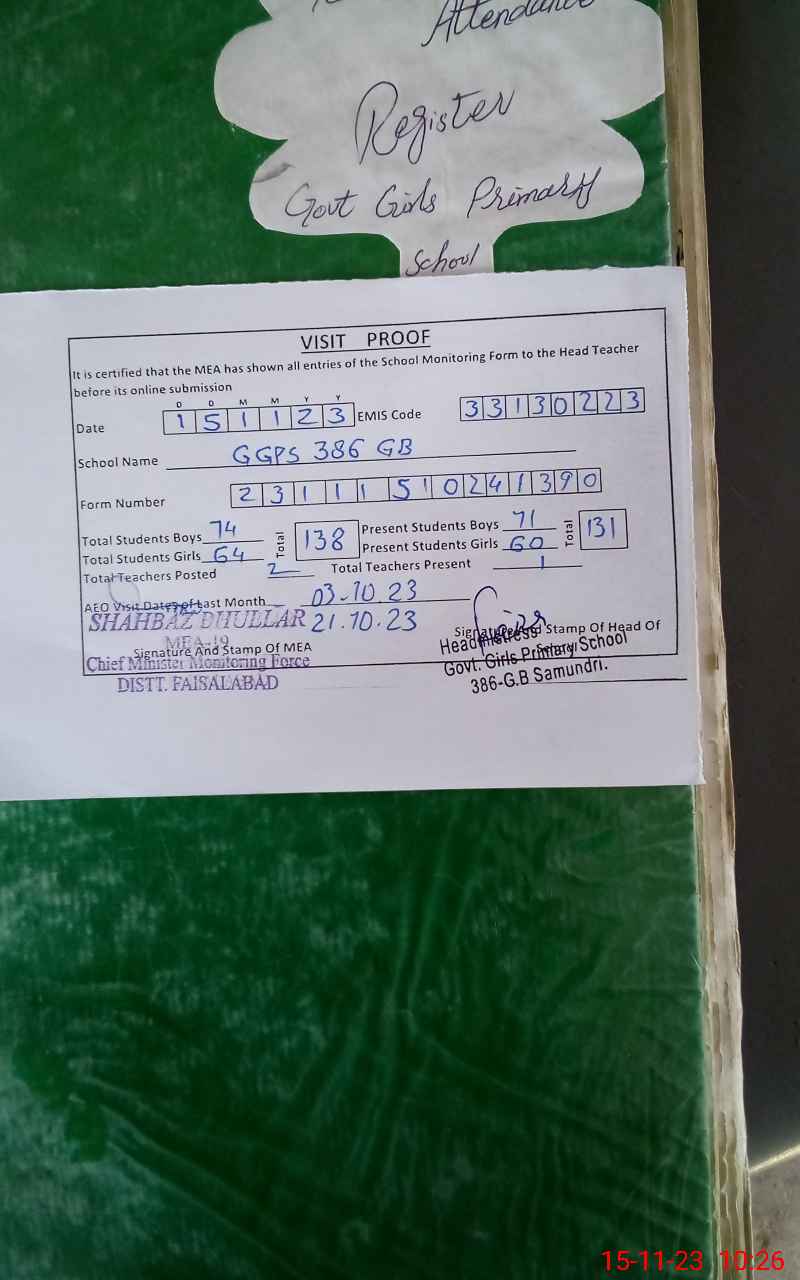 Attendance
Register
Govt Girls Primary
School
VISIT PROOF
It is certified that the MEA has shown all entries of the School Monitoring Form to the Head Teacher
before its online submission
D D M M Y Y
Date 1 5 1 1 2 3 EMIS Code 3 3 1 3 0 2 2 3
School Name GGPS 386 GB
Form Number 2 3 1 1 1 5 1 0 2 4 1 3 9 0
Total Students Boys 74 Total 138 Present Students Boys 71 Total 131
Total Students Girls 64 Present Students Girls 60
Total Teachers Posted 2 Total Teachers Present 1
AEO Visit Dates of Last Month 03-10-23
SHAHBAZ DHULLAR 21.10.23
MEA-19
Signature And Stamp Of MEA
Signature And Stamp Of Head Of
Chief Minister Monitoring Force
DISTT. FAISALABAD
Headmistress
Govt. Girls Primary School
386-G.B Samundri.
15-11-23 10:26